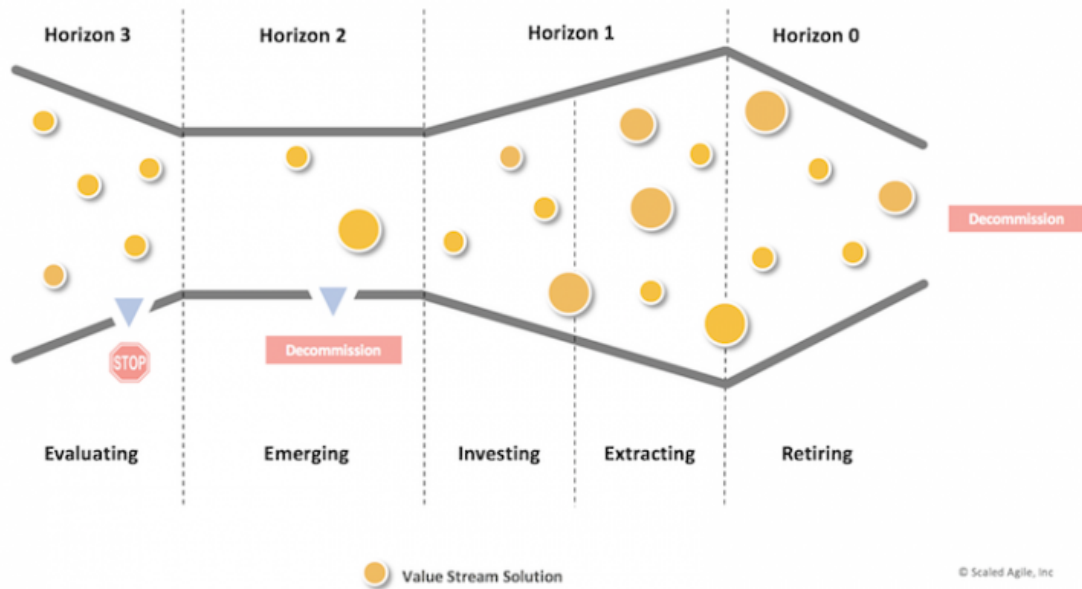 Horizon 3
Horizon 2
Horizon 1
Horizon 0
Decommission
STOP
Decommission
Evaluating
Emerging
Investing
Extracting
Retiring
Value Stream Solution
© Scaled Agile, Inc